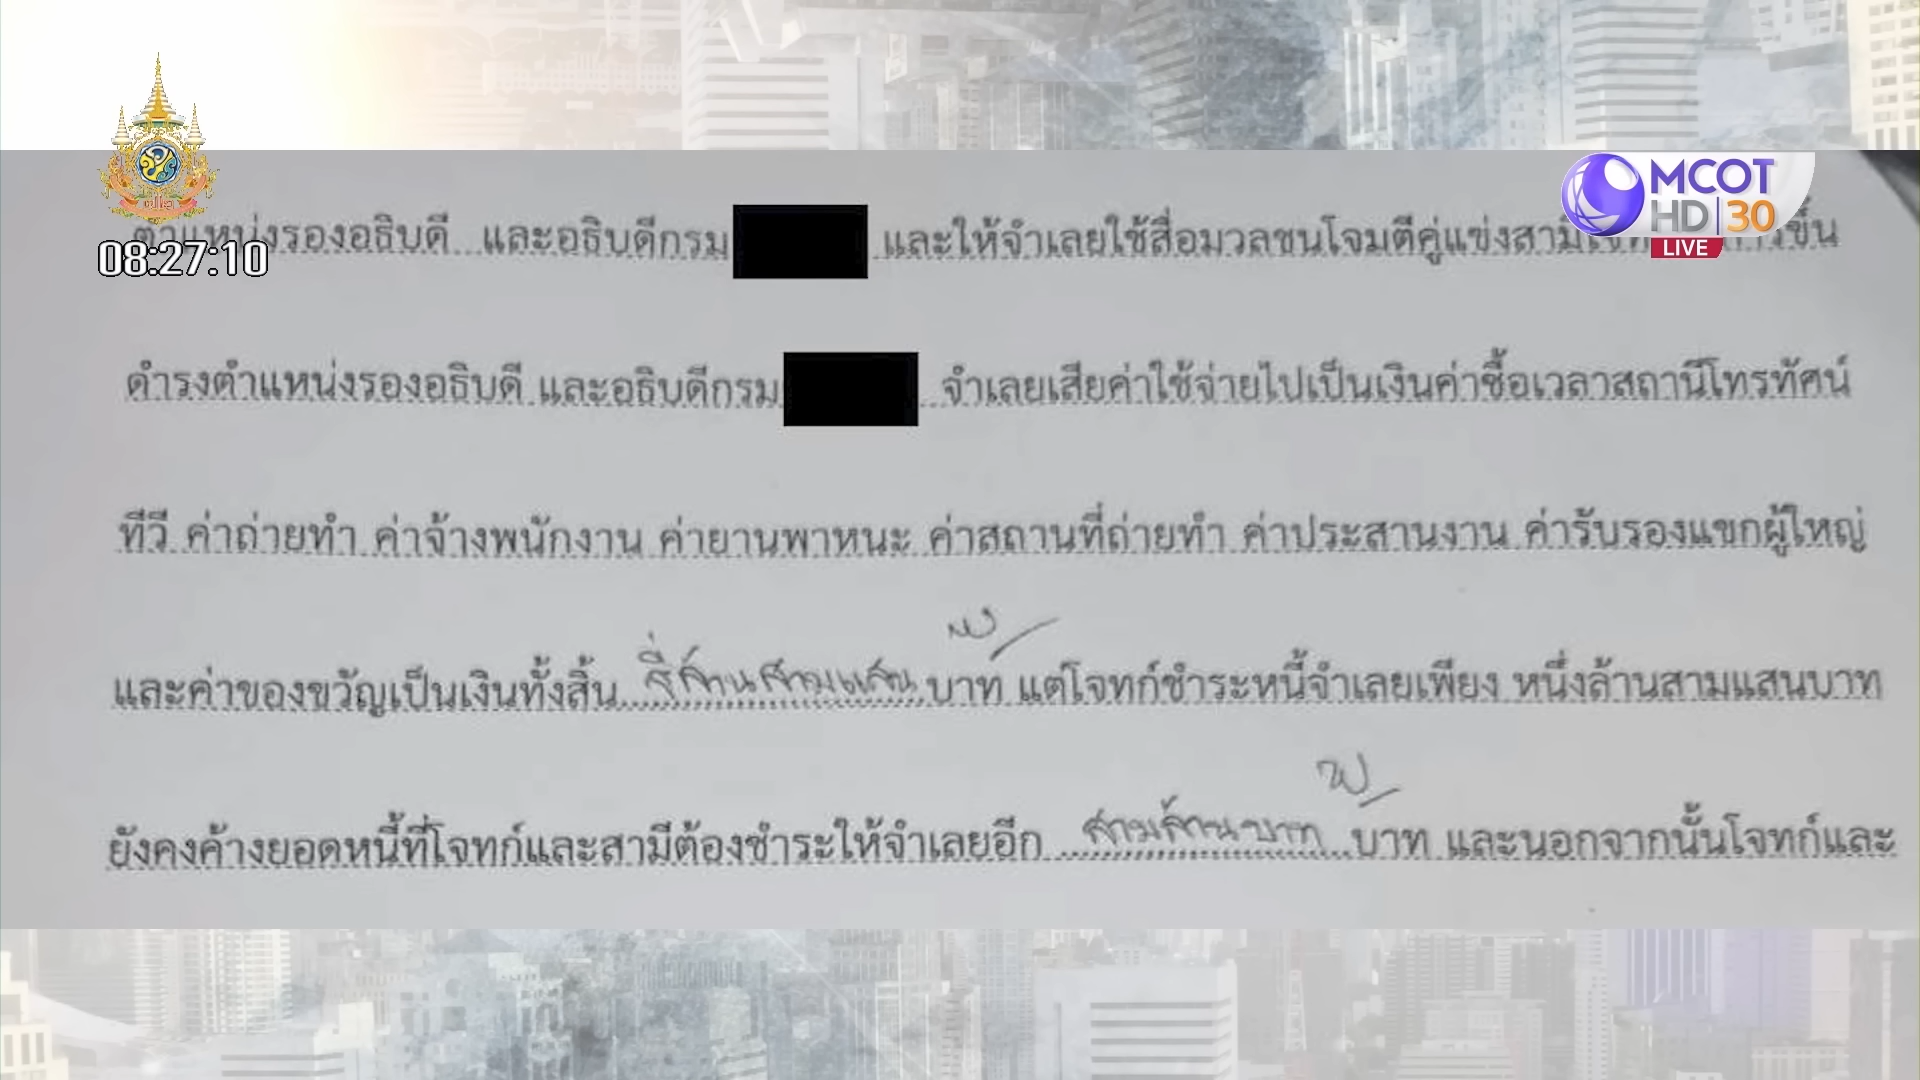 MCOT
HD 30
LIVE
08:27:10
ตำแหน่งรองอธิบดี และอธิบดีกรม และให้จำเลยใช้สื่อมวลชนโจมตีคู่แข่งสามี
ดำรงตำแหน่งรองอธิบดี และอธิบดีกรม จำเลยเสียค่าใช้จ่ายไปเป็นเงินค่าซื้อเวลาสถานีโทรทัศน์
ทีวี ค่าถ่ายทำ ค่าจ้างพนักงาน ค่ายานพาหนะ ค่าสถานที่ถ่ายทำ ค่าประสานงาน ค่ารับรองแขกผู้ใหญ่
และค่าของขวัญเป็นเงินทั้งสิ้น สี่ล้านสามแสน บาท แต่โจทก์ชำระหนี้จำเลยเพียง หนึ่งล้านสามแสนบาท
ยังคงค้างยอดหนี้ที่โจทก์และสามีต้องชำระให้จำเลยอีก สามล้านบาท บาท และนอกจากนั้นโจทก์และ